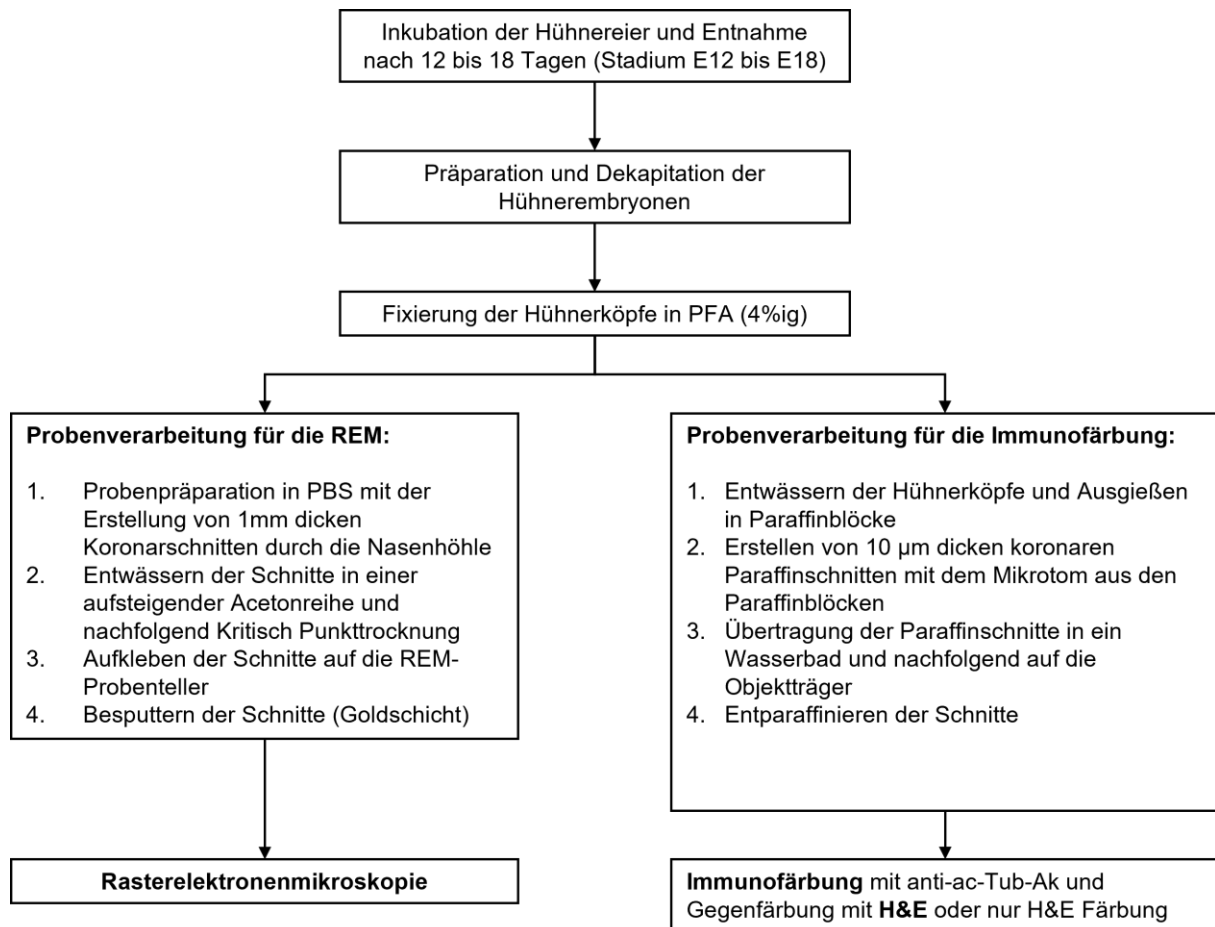 Inkubation der Hühnereier und Entnahme
nach 12 bis 18 Tagen (Stadium E12 bis E18)
Präparation und Dekapitation der
Hühnerembryonen
Fixierung der Hühnerköpfe in PFA (4%ig)
Probenverarbeitung für die REM:
1. Probenpräparation in PBS mit der
Erstellung von 1mm dicken
Koronarschnitten durch die Nasenhöhle
2. Entwässern der Schnitte in einer
aufsteigender Acetonreihe und
nachfolgend Kritisch Punkttrocknung
3. Aufkleben der Schnitte auf die REM-
Probenteller
4. Besputtern der Schnitte (Goldschicht)
Rasterelektronenmikroskopie
Probenverarbeitung für die Immunofärbung:
1. Entwässern der Hühnerköpfe und Ausgießen
in Paraffinblöcke
2. Erstellen von 10 µm dicken koronaren
Paraffinschnitten mit dem Mikrotom aus den
Paraffinblöcken
3. Übertragung der Paraffinschnitte in ein
Wasserbad und nachfolgend auf die
Objektträger
4. Entparaffinieren der Schnitte
Immunofärbung mit anti-ac-Tub-Ak und
Gegenfärbung mit H&E oder nur H&E Färbung